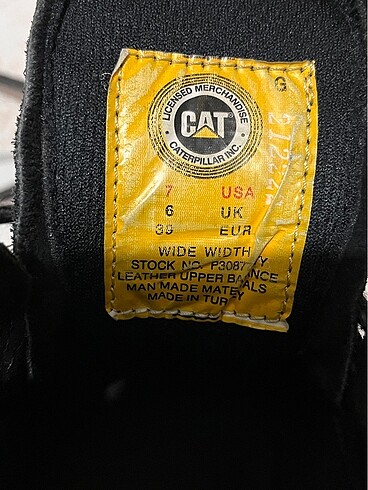 LICENSED MERCHANDISE
G
CAT
CATERPILLAR INC.
7 USA
6 UK
39 EUR
WIDE WIDTH
STOCK NO.
LEATHER UPPER BALANCE
MAN MADE MATERIALS
MADE IN TURKEY